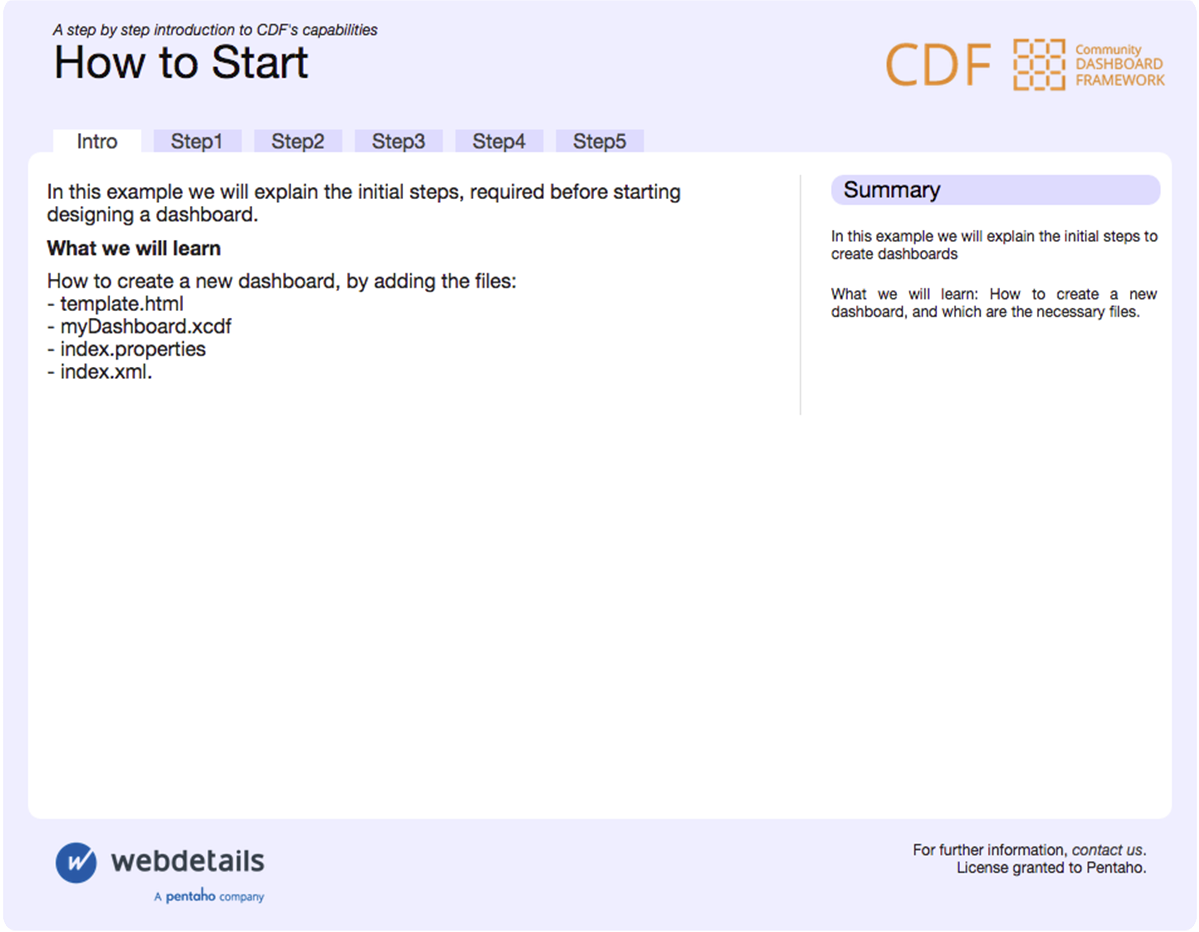 A step by step introduction to CDF's capabilities
How to Start
CDF
Community
DASHBOARD
FRAMEWORK
Intro
Step1
Step2
Step3
Step4
Step5
In this example we will explain the initial steps, required before starting
designing a dashboard.
What we will learn
How to create a new dashboard, by adding the files:
- template.html
- myDashboard.xcdf
- index.properties
- index.xml.
Summary
In this example we will explain the initial steps to
create dashboards
What we will learn: How to create a new
dashboard, and which are the necessary files.
w webdetails
A pentaho company
For further information, contact us.
License granted to Pentaho.